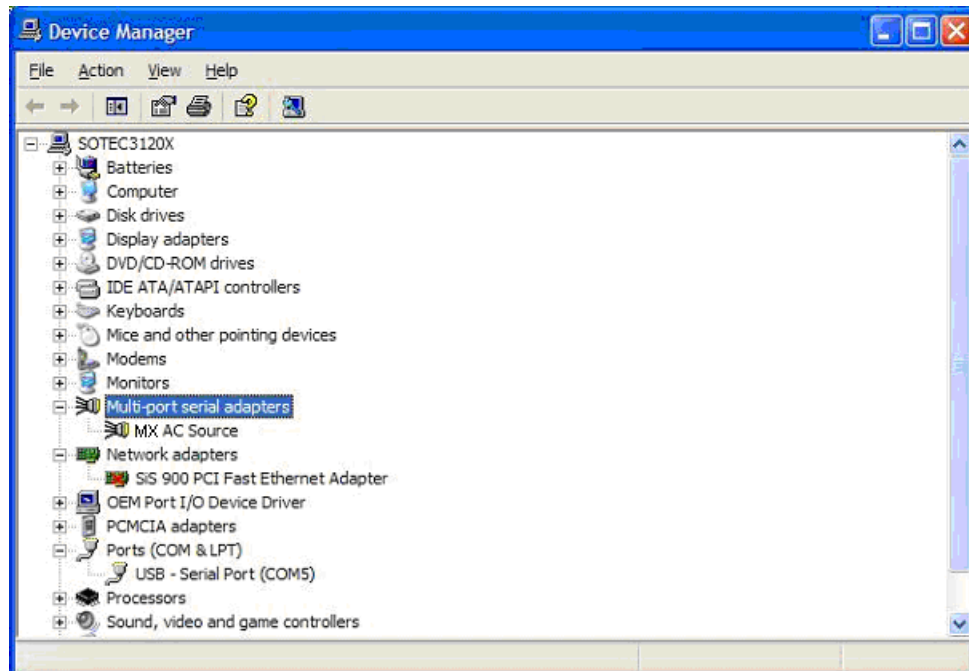 Device Manager
File Action View Help
SOTEC3120X
Batteries
Computer
Disk drives
Display adapters
DVD/CD-ROM drives
IDE ATA/ATAPI controllers
Keyboards
Mice and other pointing devices
Modems
Monitors
Multi-port serial adapters
MX AC Source
Network adapters
SiS 900 PCI Fast Ethernet Adapter
OEM Port I/O Device Driver
PCMCIA adapters
Ports (COM & LPT)
USB - Serial Port (COM5)
Processors
Sound, video and game controllers